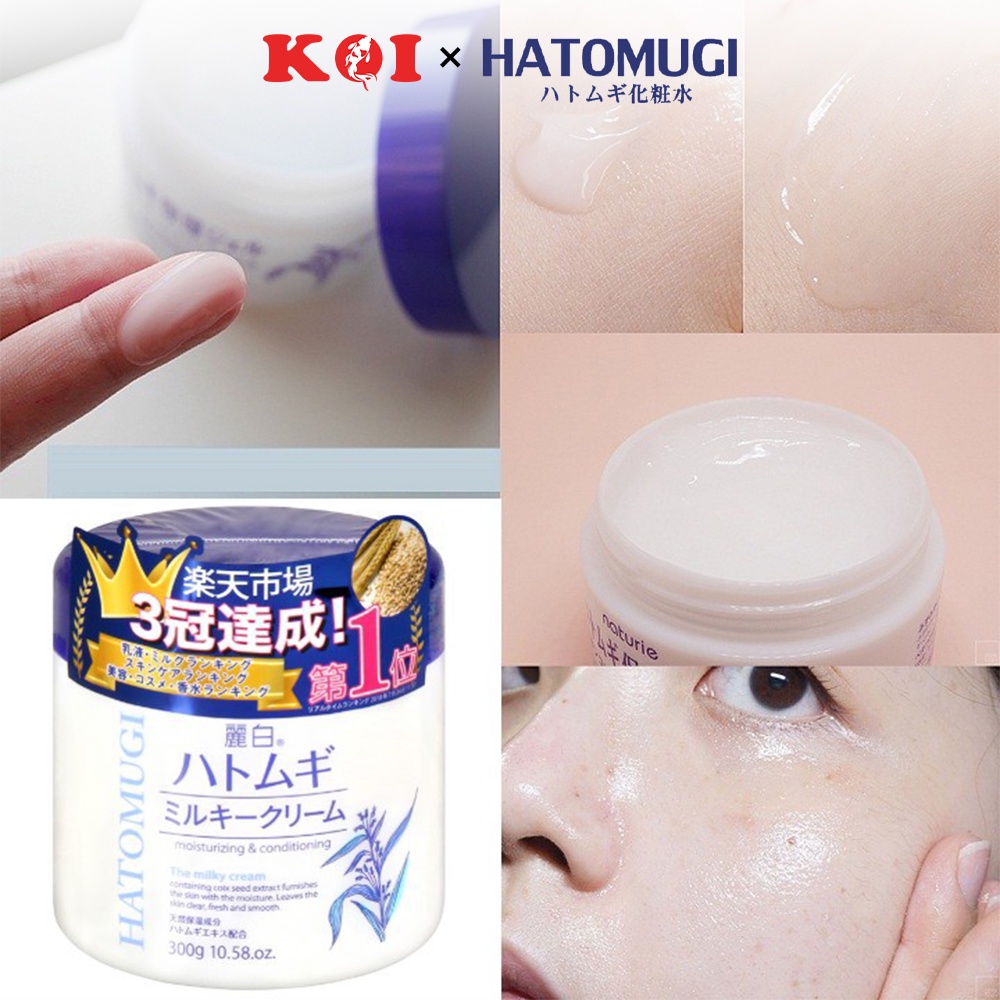 KOI × HATOMUGI
ハトムギ化粧水
naturie
楽天市場
3冠達成!
乳液・ミルクランキング
スキンケアランキング
美容・コスメ・香水ランキング
第1位
麗白®
ハトムギ
ミルキークリーム
moisturizing & conditioning
HATOMUGI
The milky cream
containing coix seed extract furnishes
the skin with the moisture. Leaves the
skin clear, fresh and smooth.
天然保湿成分
ハトムギエキス配合
300g 10.58.oz.